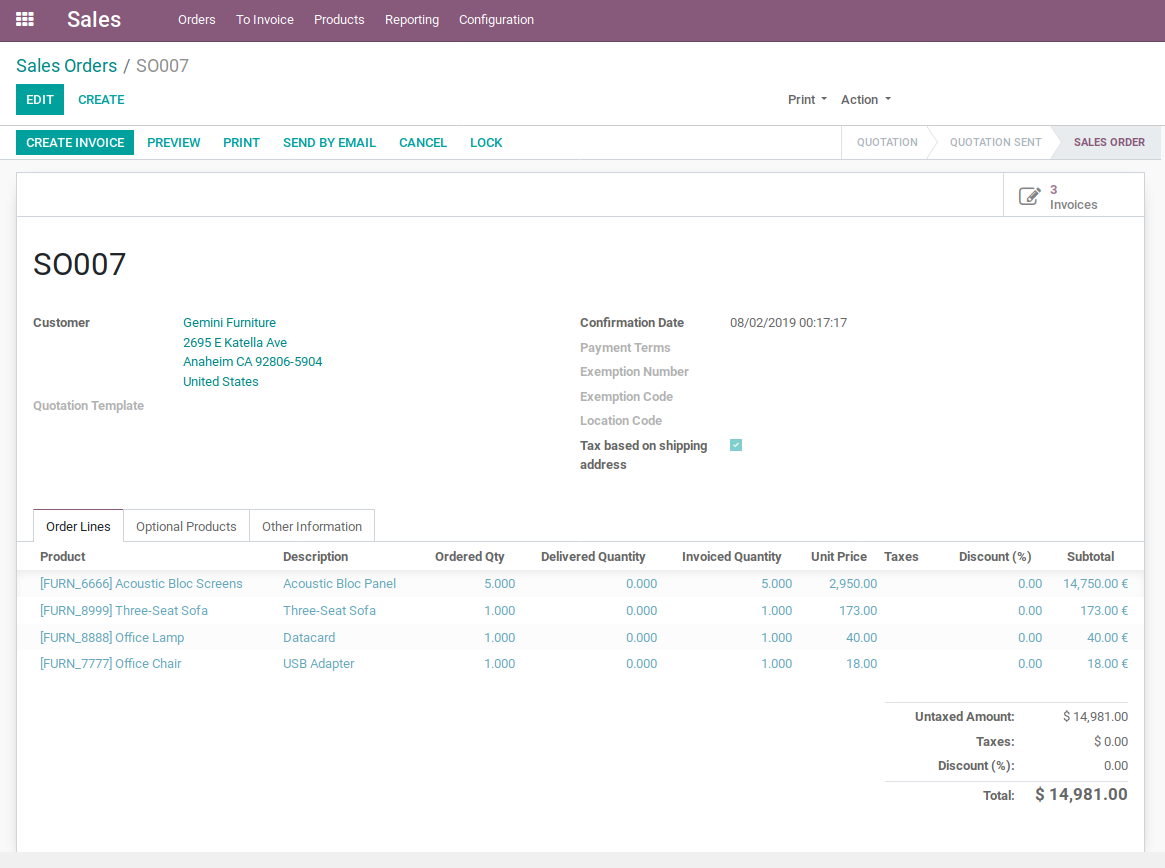 Sales Orders To Invoice Products Reporting Configuration
Sales Orders / SO007
EDIT CREATE Print Action
CREATE INVOICE PREVIEW PRINT SEND BY EMAIL CANCEL LOCK QUOTATION QUOTATION SENT SALES ORDER
3
Invoices
SO007
Customer Gemini Furniture Confirmation Date 08/02/2019 00:17:17
2695 E Katella Ave Payment Terms
Anaheim CA 92806-5904 Exemption Number
United States Exemption Code
Quotation Template Location Code
Tax based on shipping
address
Order Lines Optional Products Other Information
Product Description Ordered Qty Delivered Quantity Invoiced Quantity Unit Price Taxes Discount (%) Subtotal
[FURN_6666] Acoustic Bloc Screens Acoustic Bloc Panel 5.000 0.000 5.000 2,950.00 0.00 14,750.00 €
[FURN_8999] Three-Seat Sofa Three-Seat Sofa 1.000 0.000 1.000 173.00 0.00 173.00 €
[FURN_8888] Office Lamp Datacard 1.000 0.000 1.000 40.00 0.00 40.00 €
[FURN_7777] Office Chair USB Adapter 1.000 0.000 1.000 18.00 0.00 18.00 €
Untaxed Amount: $ 14,981.00
Taxes: $ 0.00
Discount (%): 0.00
Total: $ 14,981.00